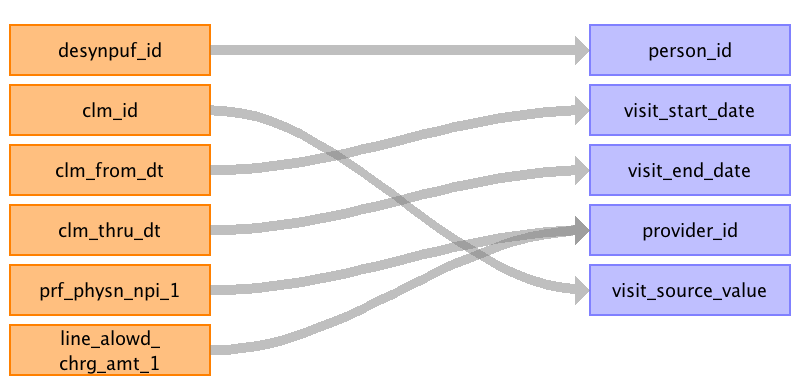 desynpuf_id
person_id
clm_id
visit_start_date
clm_from_dt
visit_end_date
clm_thru_dt
provider_id
prf_physn_npi_1
visit_source_value
line_alowd_
chrg_amt_1